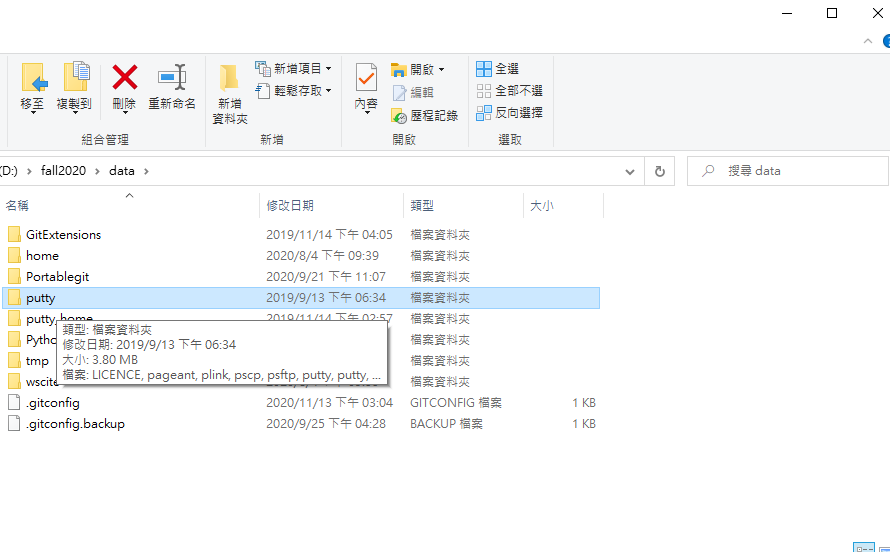 移至 複製到 刪除 重新命名 新增資料夾 新增項目 輕鬆存取 內容 開啟 編輯 歷程記錄 全選 全部不選 反向選擇
組合管理 新增 開啟 選取
(D:) › fall2020 › data › 搜尋 data
名稱 修改日期 類型 大小
GitExtensions 2019/11/14 下午 04:05 檔案資料夾
home 2020/8/4 下午 09:39 檔案資料夾
Portablegit 2020/9/21 下午 11:07 檔案資料夾
putty 2019/9/13 下午 06:34 檔案資料夾
putty_home 2019/11/14 下午 02:57 檔案資料夾
檔案資料夾
tmp 檔案資料夾
wscite 檔案資料夾
類型: 檔案資料夾
修改日期: 2019/9/13 下午 06:34
大小: 3.80 MB
檔案: LICENCE, pageant, plink, pscp, psftp, putty, putty, ...
.gitconfig 2020/11/13 下午 03:04 GITCONFIG 檔案 1 KB
.gitconfig.backup 2020/9/25 下午 04:28 BACKUP 檔案 1 KB